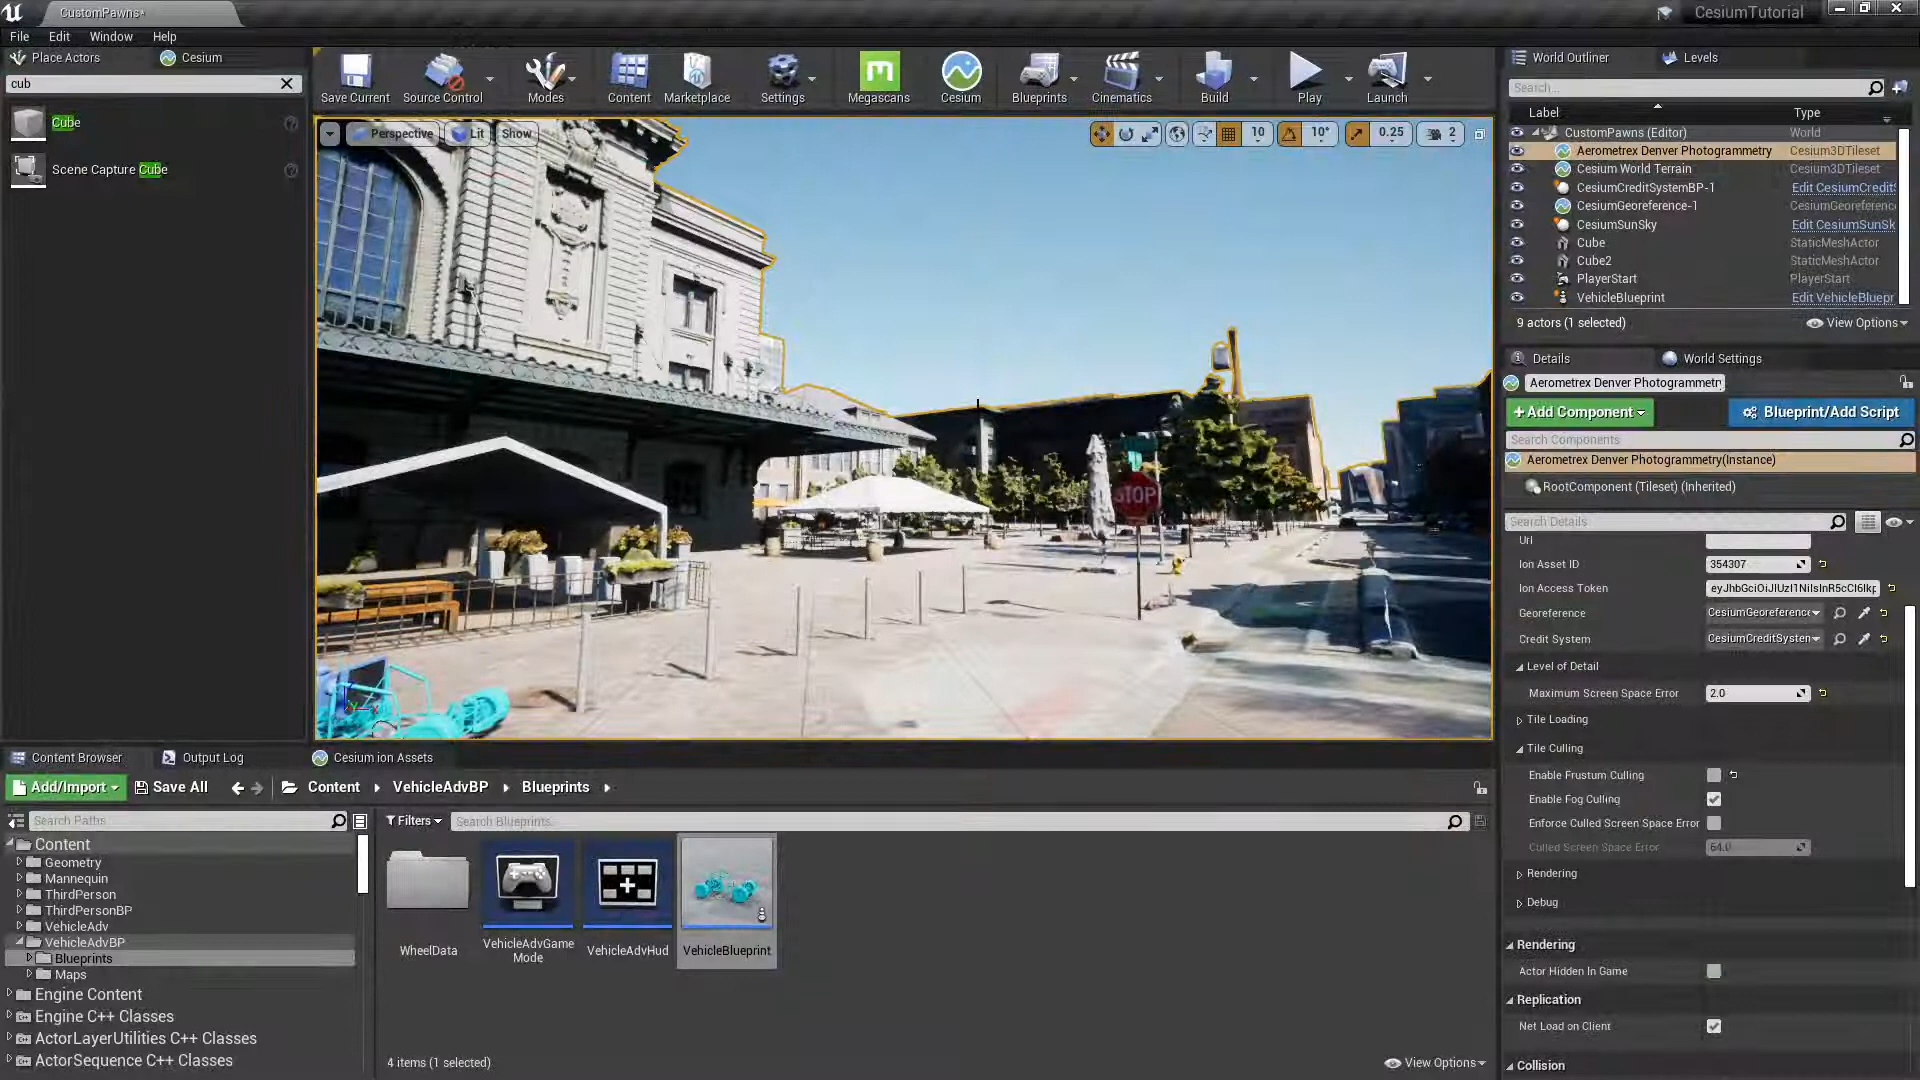 CustomPawns*
CesiumTutorial
File Edit Window Help
Place Actors
Cesium
cub
Cube
Scene Capture Cube
Save Current
Source Control
Modes
Content
Marketplace
Settings
Megascans
Cesium
Blueprints
Cinematics
Build
Play
Launch
Perspective
Lit
Show
10
10°
0.25
2
STOP
World Outliner
Levels
Search...
Label
Type
CustomPawns (Editor) World
Aerometrex Denver Photogrammetry Cesium3DTileset
Cesium World Terrain Cesium3DTileset
CesiumCreditSystemBP-1 Edit CesiumCreditS
CesiumGeoreference-1 CesiumGeoreference
CesiumSunSky Edit CesiumSunSk
Cube StaticMeshActor
Cube2 StaticMeshActor
PlayerStart PlayerStart
VehicleBlueprint Edit VehicleBluepr
9 actors (1 selected)
View Options
Details
World Settings
Aerometrex Denver Photogrammetry
+Add Component
Blueprint/Add Script
Search Components
Aerometrex Denver Photogrammetry(Instance)
RootComponent (Tileset) (Inherited)
Search Details
Url
Ion Asset ID 354307
Ion Access Token
Georeference CesiumGeoreference
Credit System CesiumCreditSystem
Level of Detail
Maximum Screen Space Error 2.0
Tile Loading
Tile Culling
Enable Frustum Culling
Enable Fog Culling
Enforce Culled Screen Space Error
Culled Screen Space Error 64.0
Rendering
Debug
Rendering
Actor Hidden In Game
Replication
Net Load on Client
Collision
Content Browser
Output Log
Cesium ion Assets
Add/Import
Save All
Content
VehicleAdvBP
Blueprints
Search Paths
Filters
Search Blueprints
Content
Geometry
Mannequin
ThirdPerson
ThirdPersonBP
VehicleAdv
VehicleAdvBP
Blueprints
Maps
Engine Content
Engine C++ Classes
ActorLayerUtilities C++ Classes
ActorSequence C++ Classes
WheelData
VehicleAdvGame
Mode
VehicleAdvHud
VehicleBlueprint
4 items (1 selected)
View Options